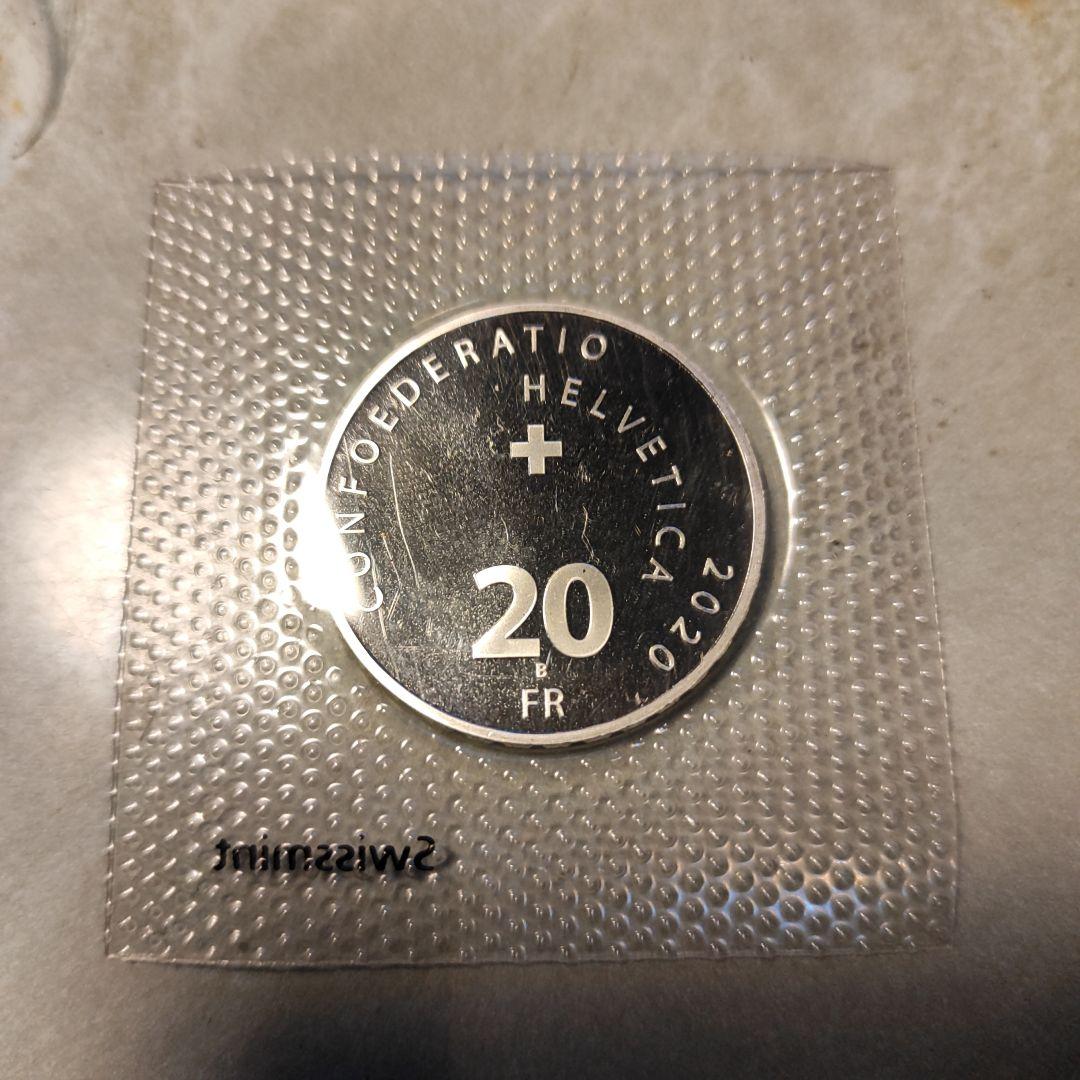 CONFOEDERATIO
HELVETICA
2020
20
B
FR
Swissmint